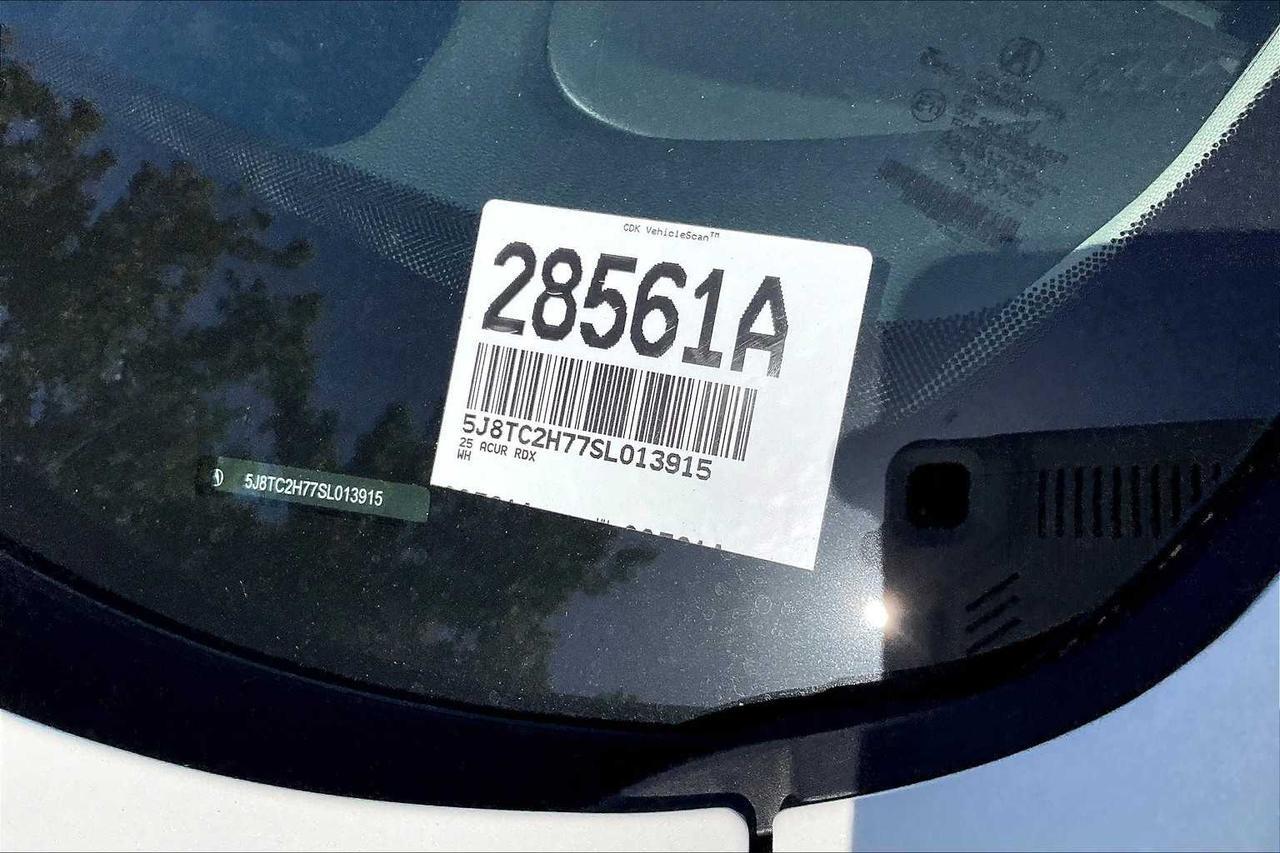 CDK VehicleScan™
28561A
5J8TC2H77SL013915
25 ACUR RDX
WH
5J8TC2H77SL013915